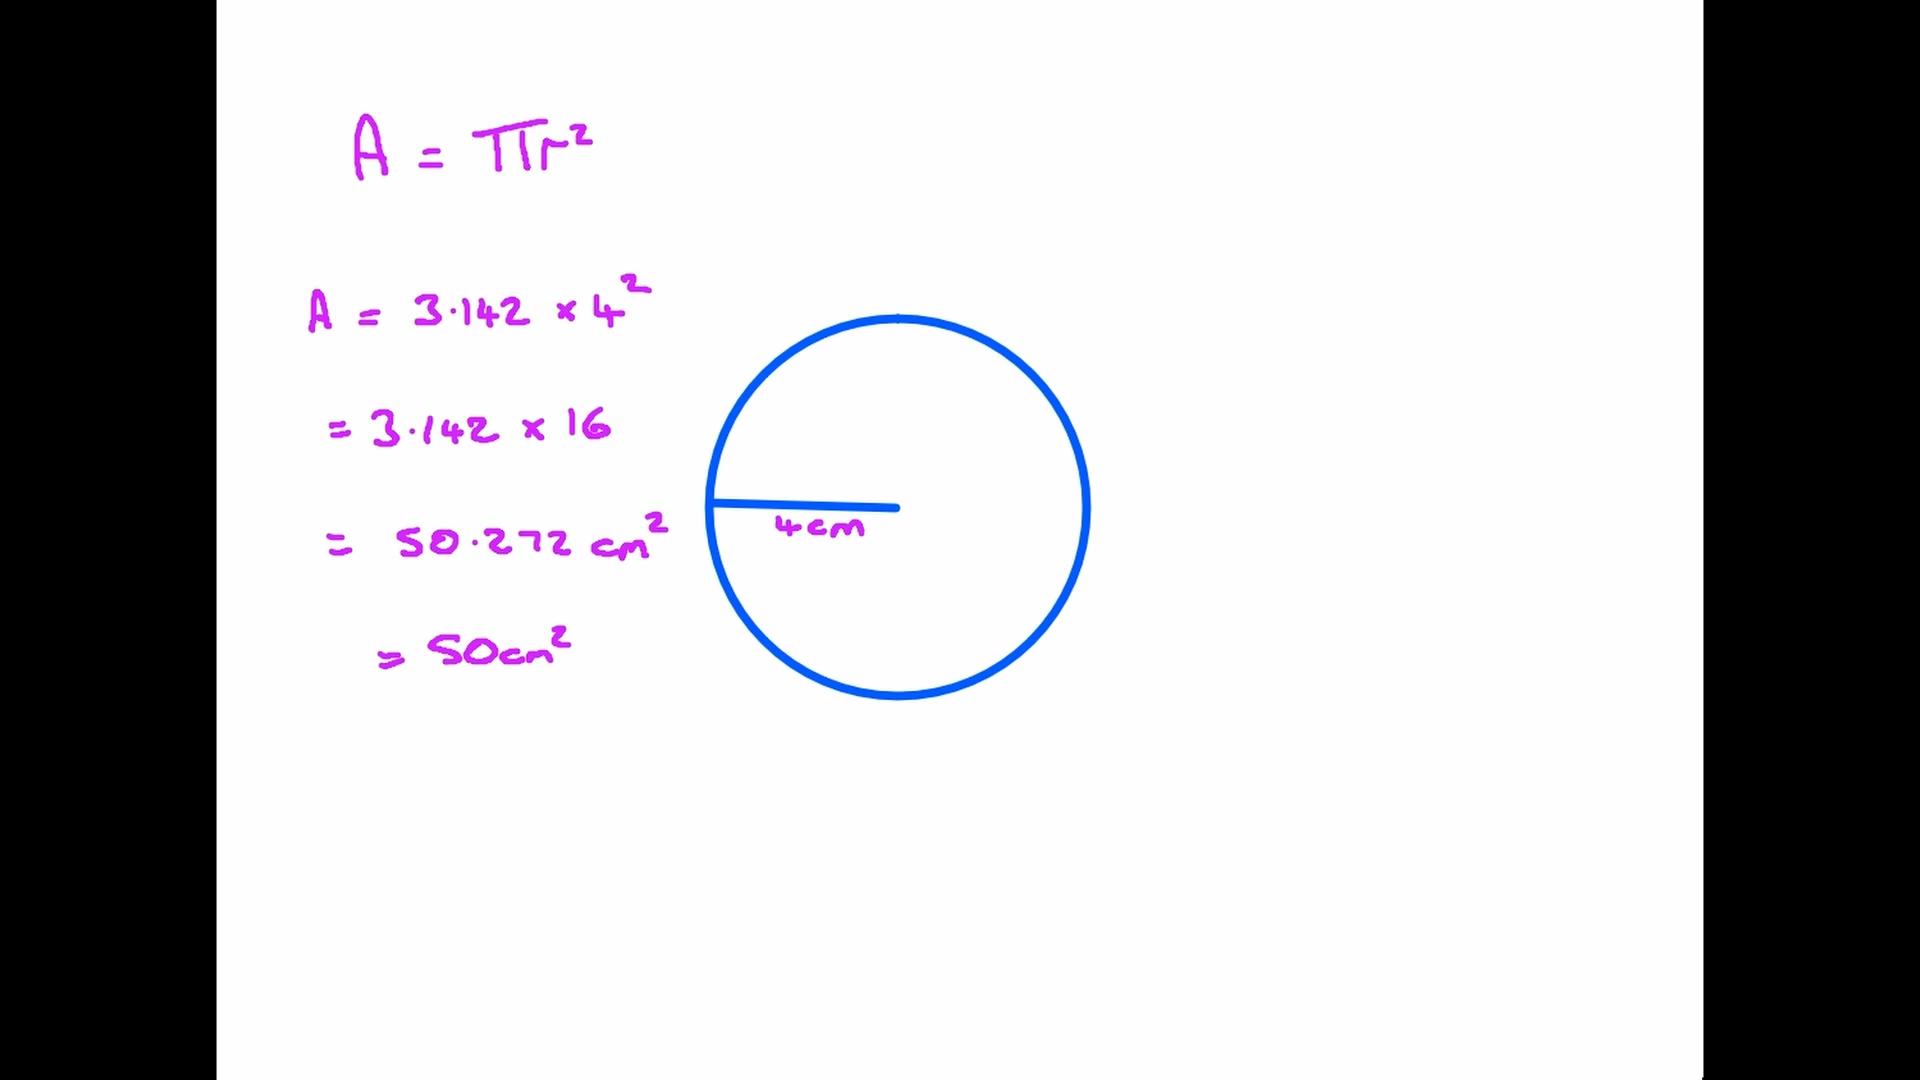 A = πr²
A = 3·142 × 4²
= 3·142 × 16
= 50·272 cm²
= 50cm²
4cm